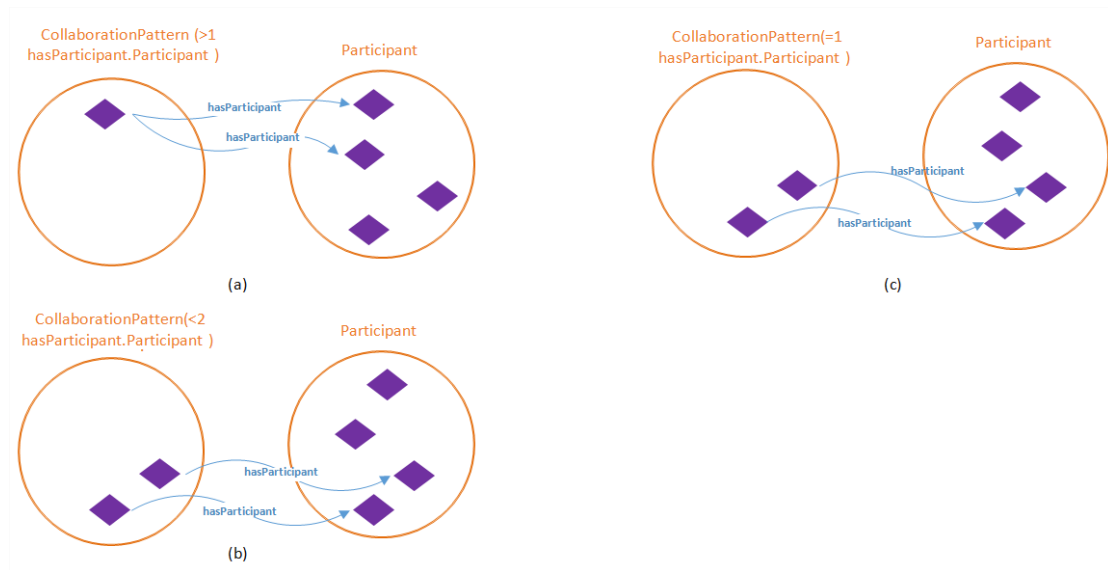 CollaborationPattern (>1
hasParticipant.Participant )
Participant
hasParticipant
hasParticipant
(a)
CollaborationPattern(=1
hasParticipant.Participant )
Participant
hasParticipant
hasParticipant
(c)
CollaborationPattern(<2
hasParticipant.Participant )
Participant
hasParticipant
hasParticipant
(b)